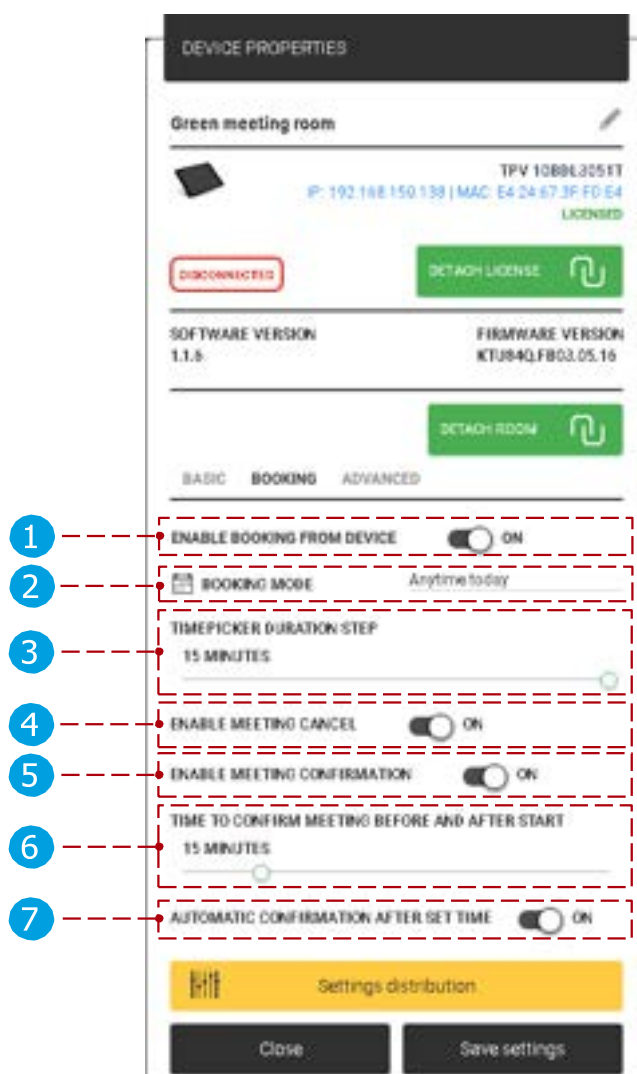 DEVICE PROPERTIES
Green meeting room
TPV 10BBL3051T
IP: 192.168.150.138 | MAC: E4:24:67:3F:F0:E4
LICENSED
DISCONNECTED
DETACH LICENSE
SOFTWARE VERSION
FIRMWARE VERSION
1.1.6
KTU84Q.FB03.05.16
DETACH ROOM
BASIC BOOKING ADVANCED
1 ENABLE BOOKING FROM DEVICE ON
2 BOOKING MODE Anytime today
TIMEPICKER DURATION STEP
3 15 MINUTES
4 ENABLE MEETING CANCEL ON
5 ENABLE MEETING CONFIRMATION ON
TIME TO CONFIRM MEETING BEFORE AND AFTER START
6 15 MINUTES
7 AUTOMATIC CONFIRMATION AFTER SET TIME ON
Settings distribution
Close
Save settings